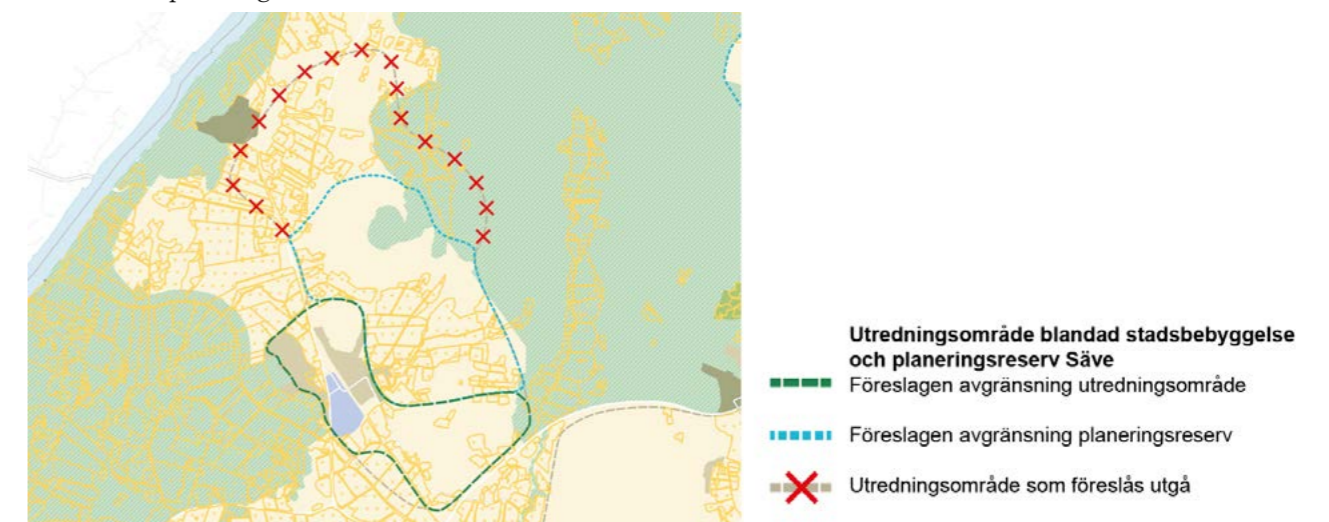 Utredningsområde blandad stadsbebyggelse
och planeringsreserv Säve
Föreslagen avgränsning utredningsområde
Föreslagen avgränsning planeringsreserv
Utredningsområde som föreslås utgå